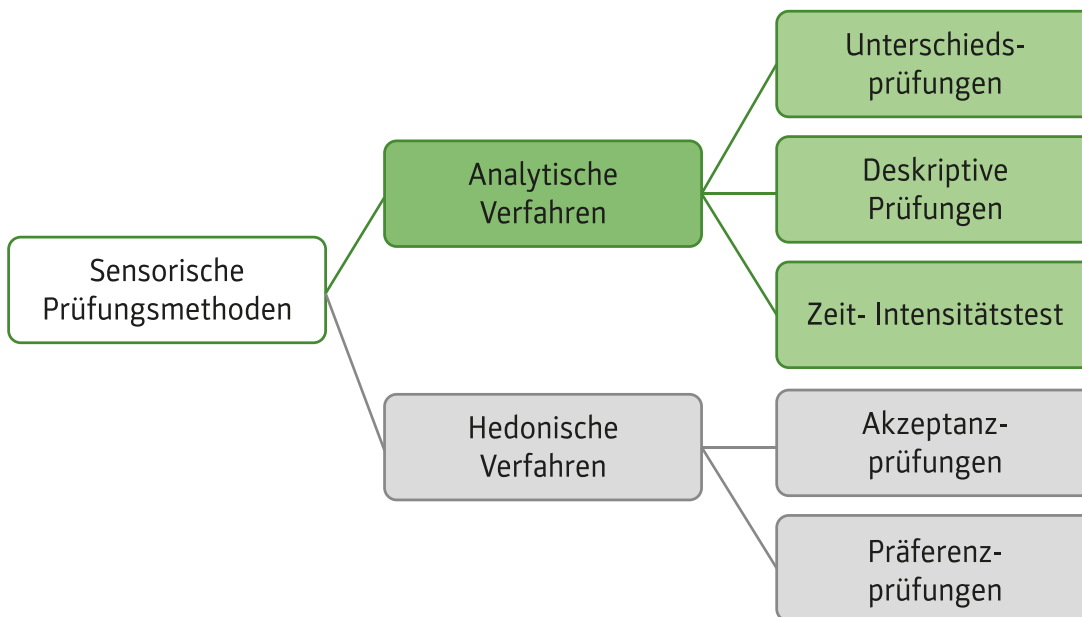 Sensorische
Prüfungsmethoden
Analytische
Verfahren
Unterschieds-
prüfungen
Deskriptive
Prüfungen
Zeit- Intensitätstest
Hedonische
Verfahren
Akzeptanz-
prüfungen
Präferenz-
prüfungen